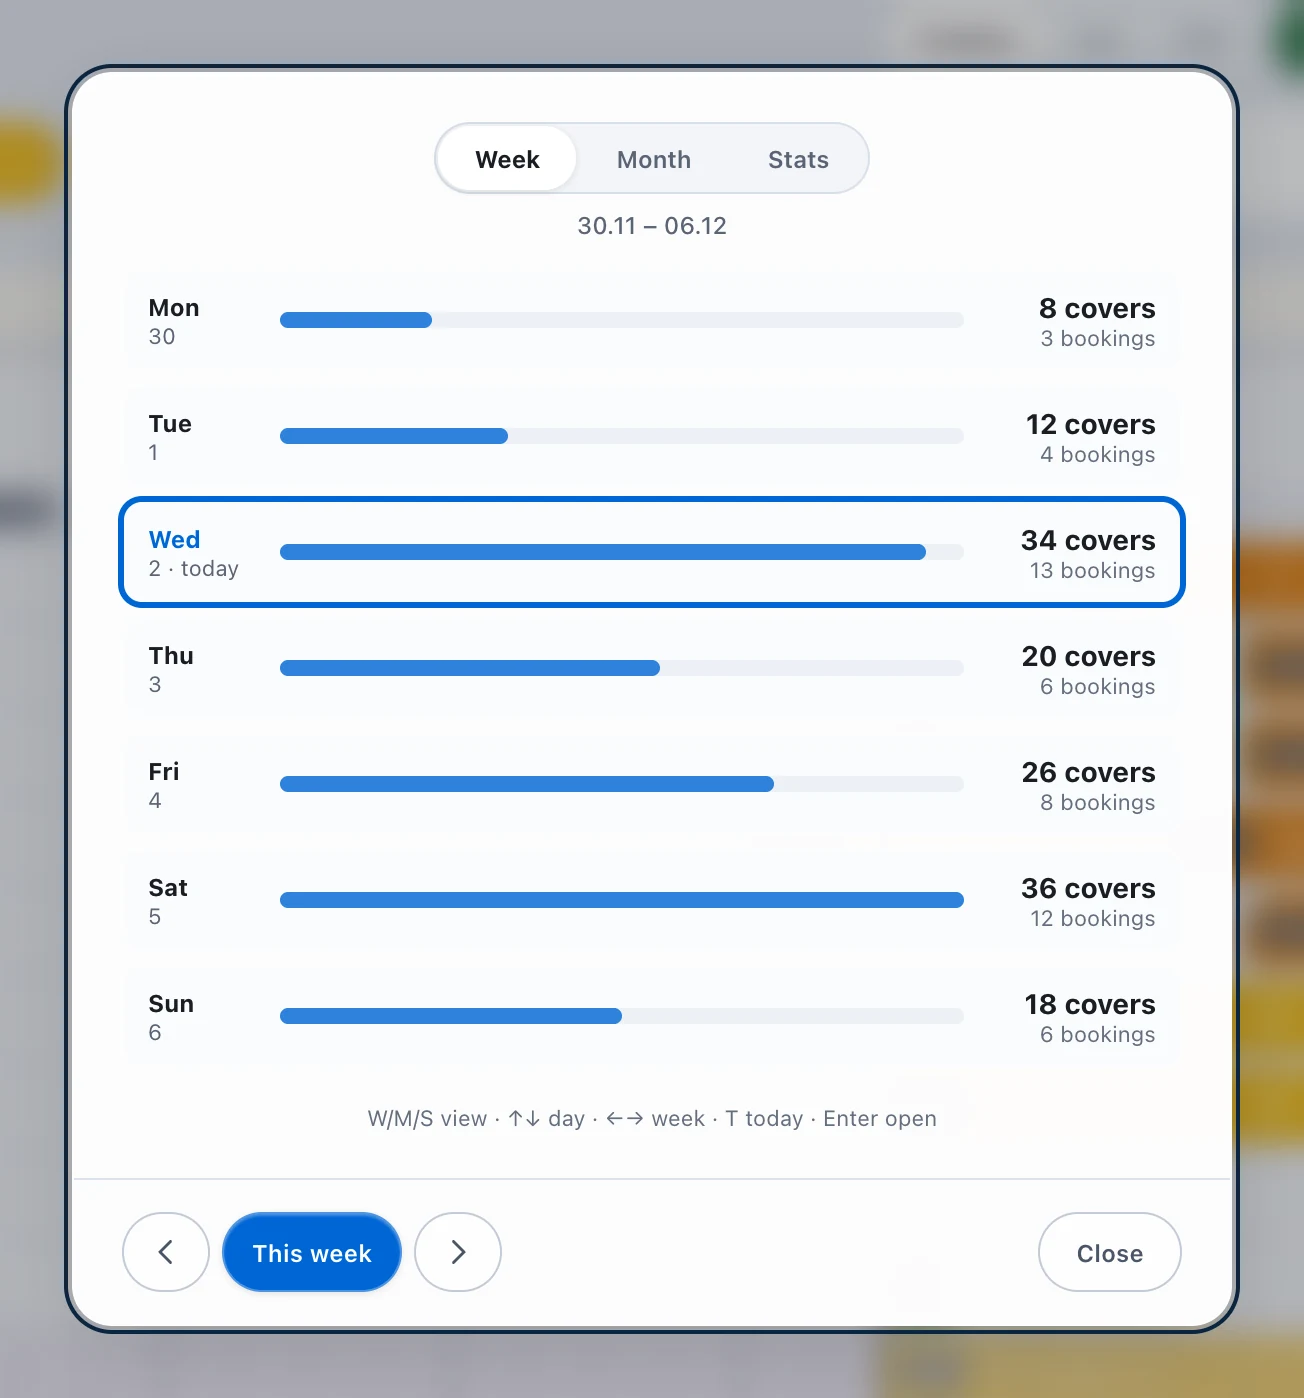 Week Month Stats
30.11 – 06.12
Mon 8 covers
30 3 bookings
Tue 12 covers
1 4 bookings
Wed 34 covers
2 · today 13 bookings
Thu 20 covers
3 6 bookings
Fri 26 covers
4 8 bookings
Sat 36 covers
5 12 bookings
Sun 18 covers
6 6 bookings
W/M/S view · ↑↓ day · ←→ week · T today · Enter open
This week Close